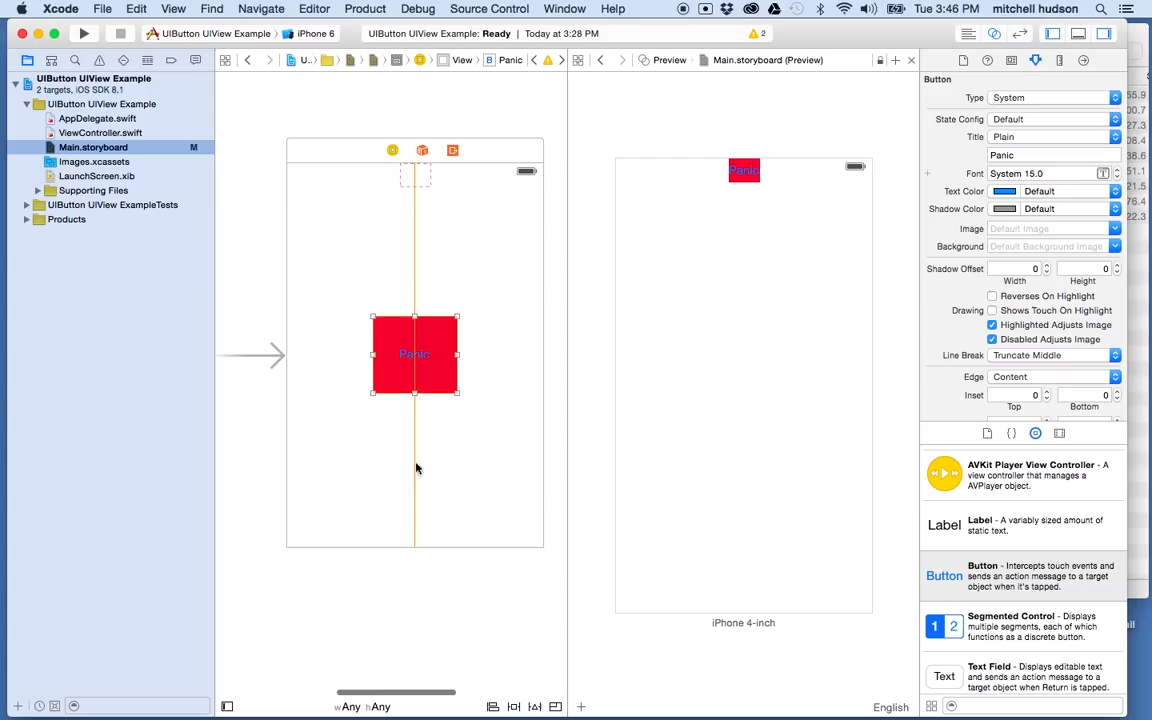 Xcode File Edit View Find Navigate Editor Product Debug Source Control Window Help
Tue 3:46 PM mitchell hudson
UIButton UIView Example iPhone 6
UIButton UIView Example: Ready Today at 3:28 PM
2
U... View B Panic
Preview Main.storyboard (Preview)
UIButton UIView Example
2 targets, iOS SDK 8.1
UIButton UIView Example
AppDelegate.swift
ViewController.swift
Main.storyboard M
Images.xcassets
LaunchScreen.xib
Supporting Files
UIButton UIView ExampleTests
Products
Panic
wAny hAny
Panic
iPhone 4-inch
English
Button
Type System
State Config Default
Title Plain
Panic
Font System 15.0 T
Text Color Default
Shadow Color Default
Image Default Image
Background Default Background Image
Shadow Offset 0 0
Width Height
Reverses On Highlight
Drawing Shows Touch On Highlight
Highlighted Adjusts Image
Disabled Adjusts Image
Line Break Truncate Middle
Edge Content
Inset 0 0
Top Bottom
{ }
AVKit Player View Controller - A
view controller that manages a
AVPlayer object.
Label Label - A variably sized amount of
static text.
Button Button - Intercepts touch events and
sends an action message to a target
object when it's tapped.
1 2 Segmented Control - Displays
multiple segments, each of which
functions as a discrete button.
Text Text Field - Displays editable text
and sends an action message to a
target object when Return is tapped.